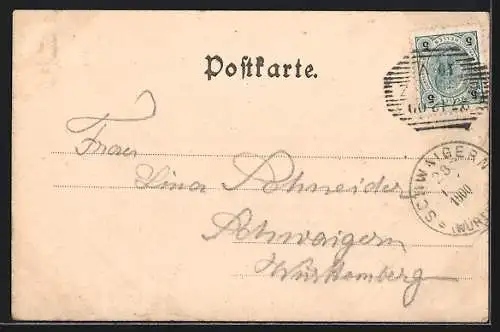 Postkarte.
Frau
Lina Schneider
Schwaigern
Württemberg
SCHWAIGERN
1900